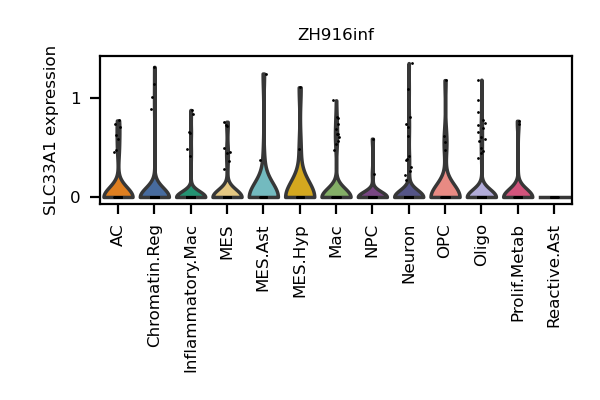 ZH916inf
SLC33A1 expression
1
0
AC
Chromatin.Reg
Inflammatory.Mac
MES
MES.Ast
MES.Hyp
Mac
NPC
Neuron
OPC
Oligo
Prolif.Metab
Reactive.Ast